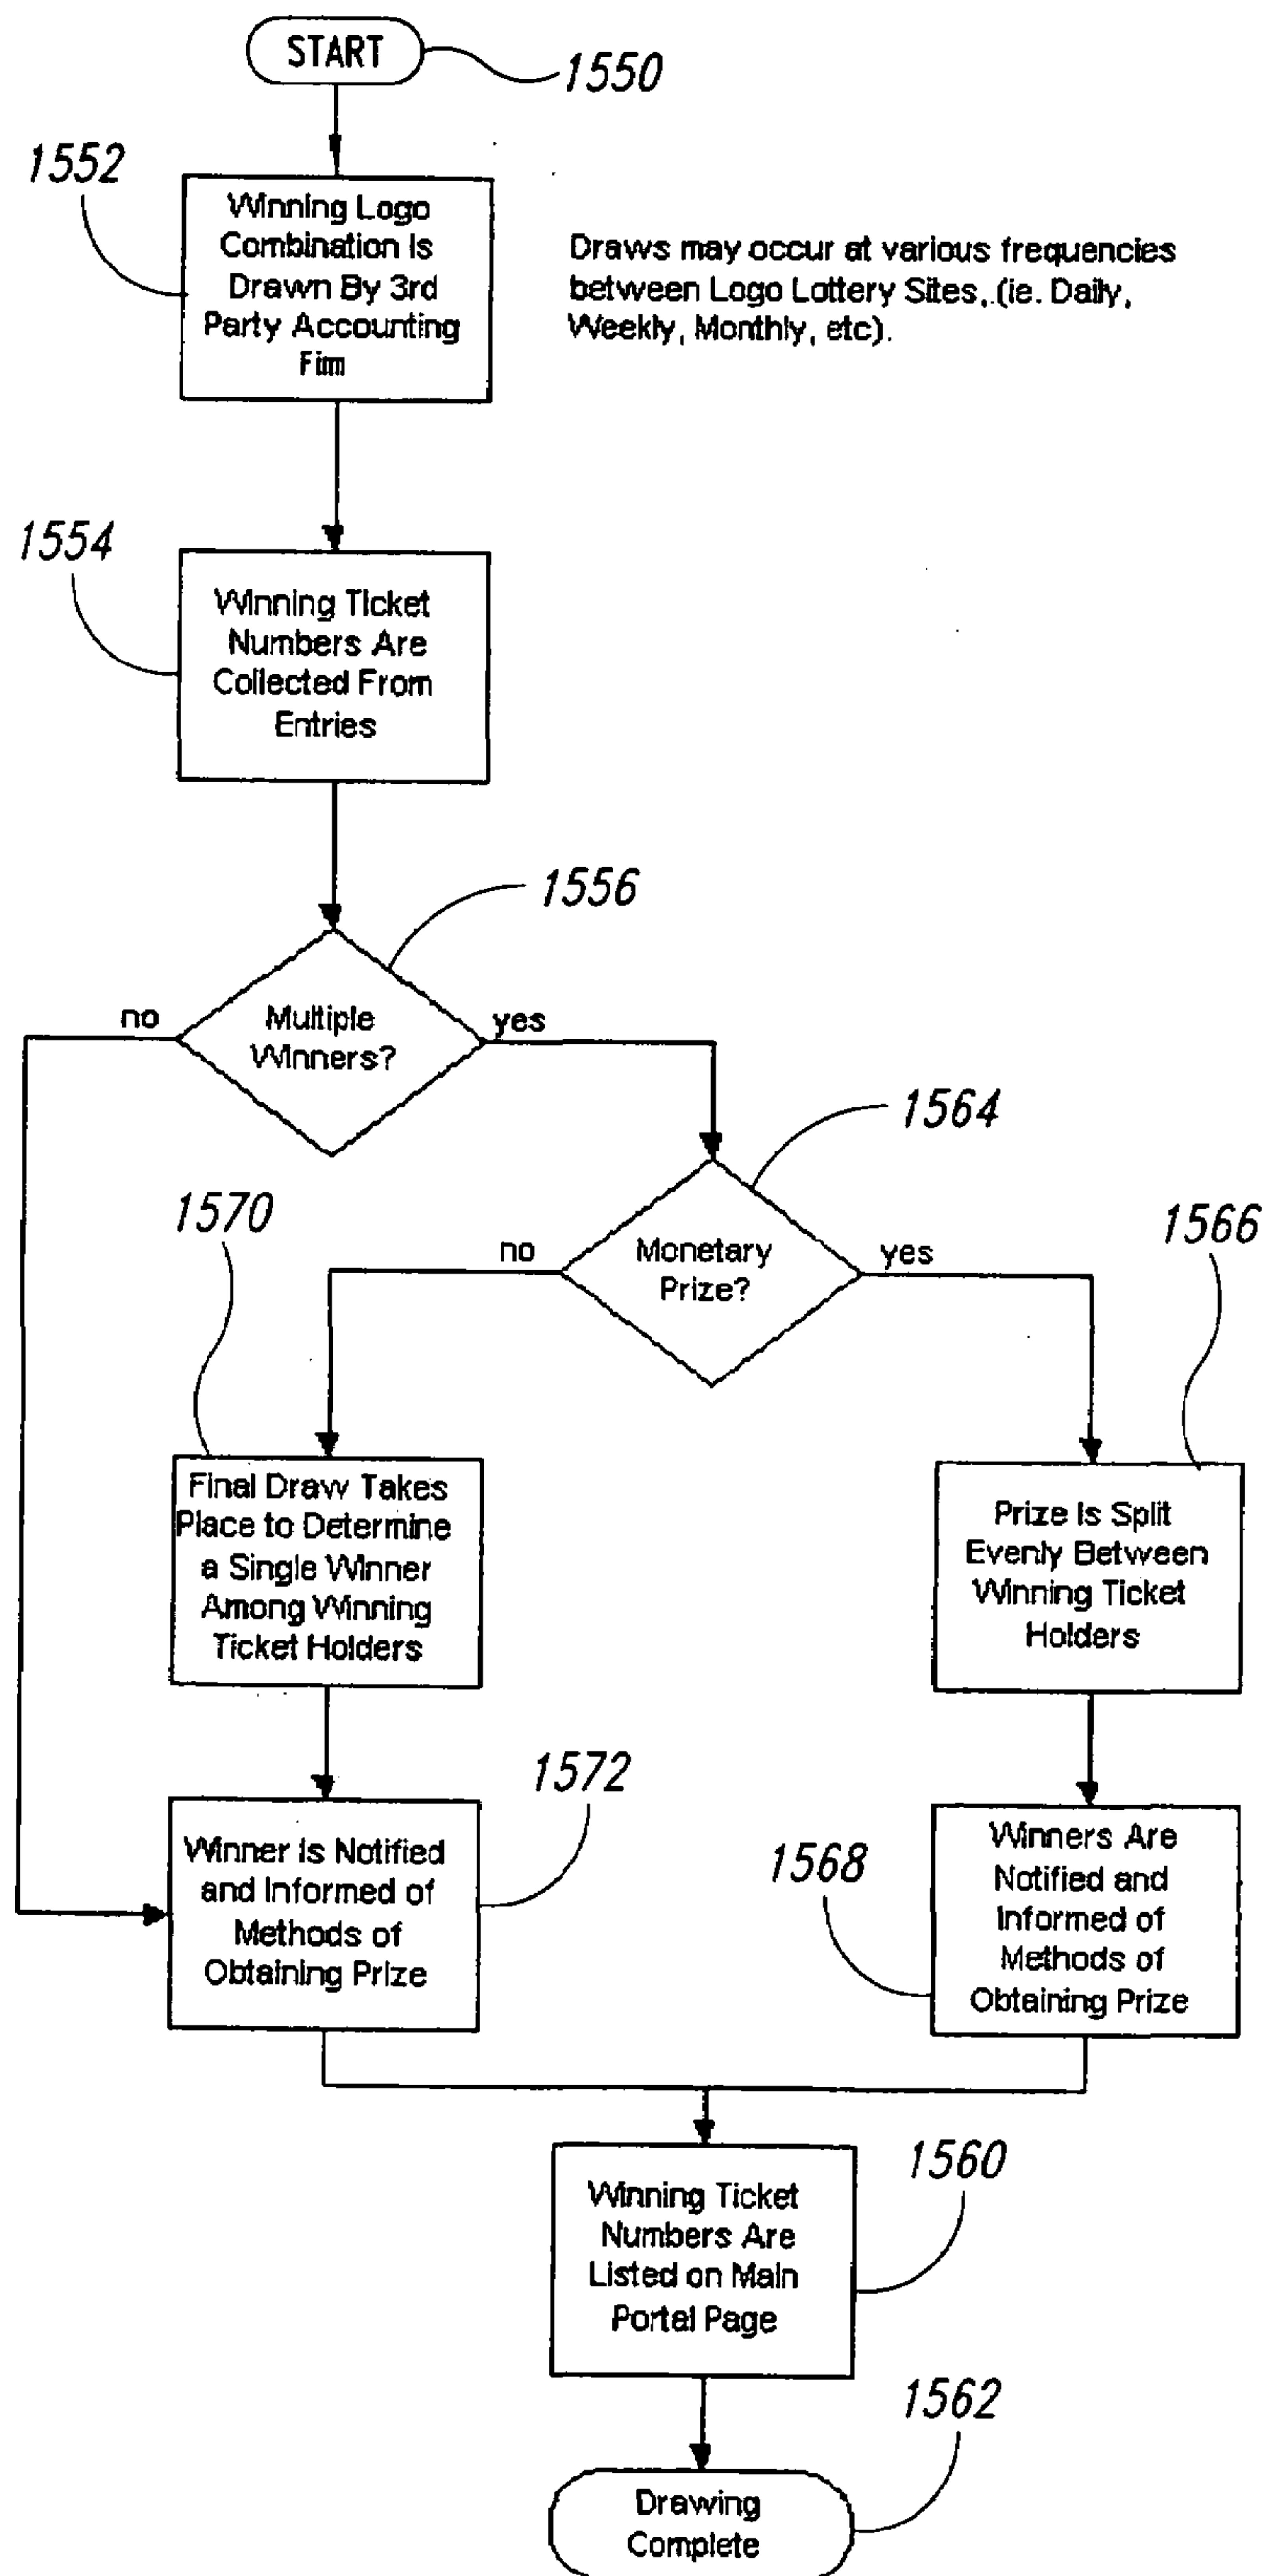 START
1550
1552
Winning Logo
Combination Is
Drawn By 3rd
Party Accounting
Firm
Draws may occur at various frequencies
between Logo Lottery Sites, (ie. Daily,
Weekly, Monthly, etc).
1554
Winning Ticket
Numbers Are
Collected From
Entries
1556
no
Multiple
Winners?
yes
1564
1570
no
Monetary
Prize?
yes
1566
Final Draw Takes
Place to Determine
a Single Winner
Among Winning
Ticket Holders
Prize Is Split
Evenly Between
Winning Ticket
Holders
1572
Winner Is Notified
and Informed of
Methods of
Obtaining Prize
1568
Winners Are
Notified and
Informed of
Methods of
Obtaining Prize
1560
Winning Ticket
Numbers Are
Listed on Main
Portal Page
1562
Drawing
Complete